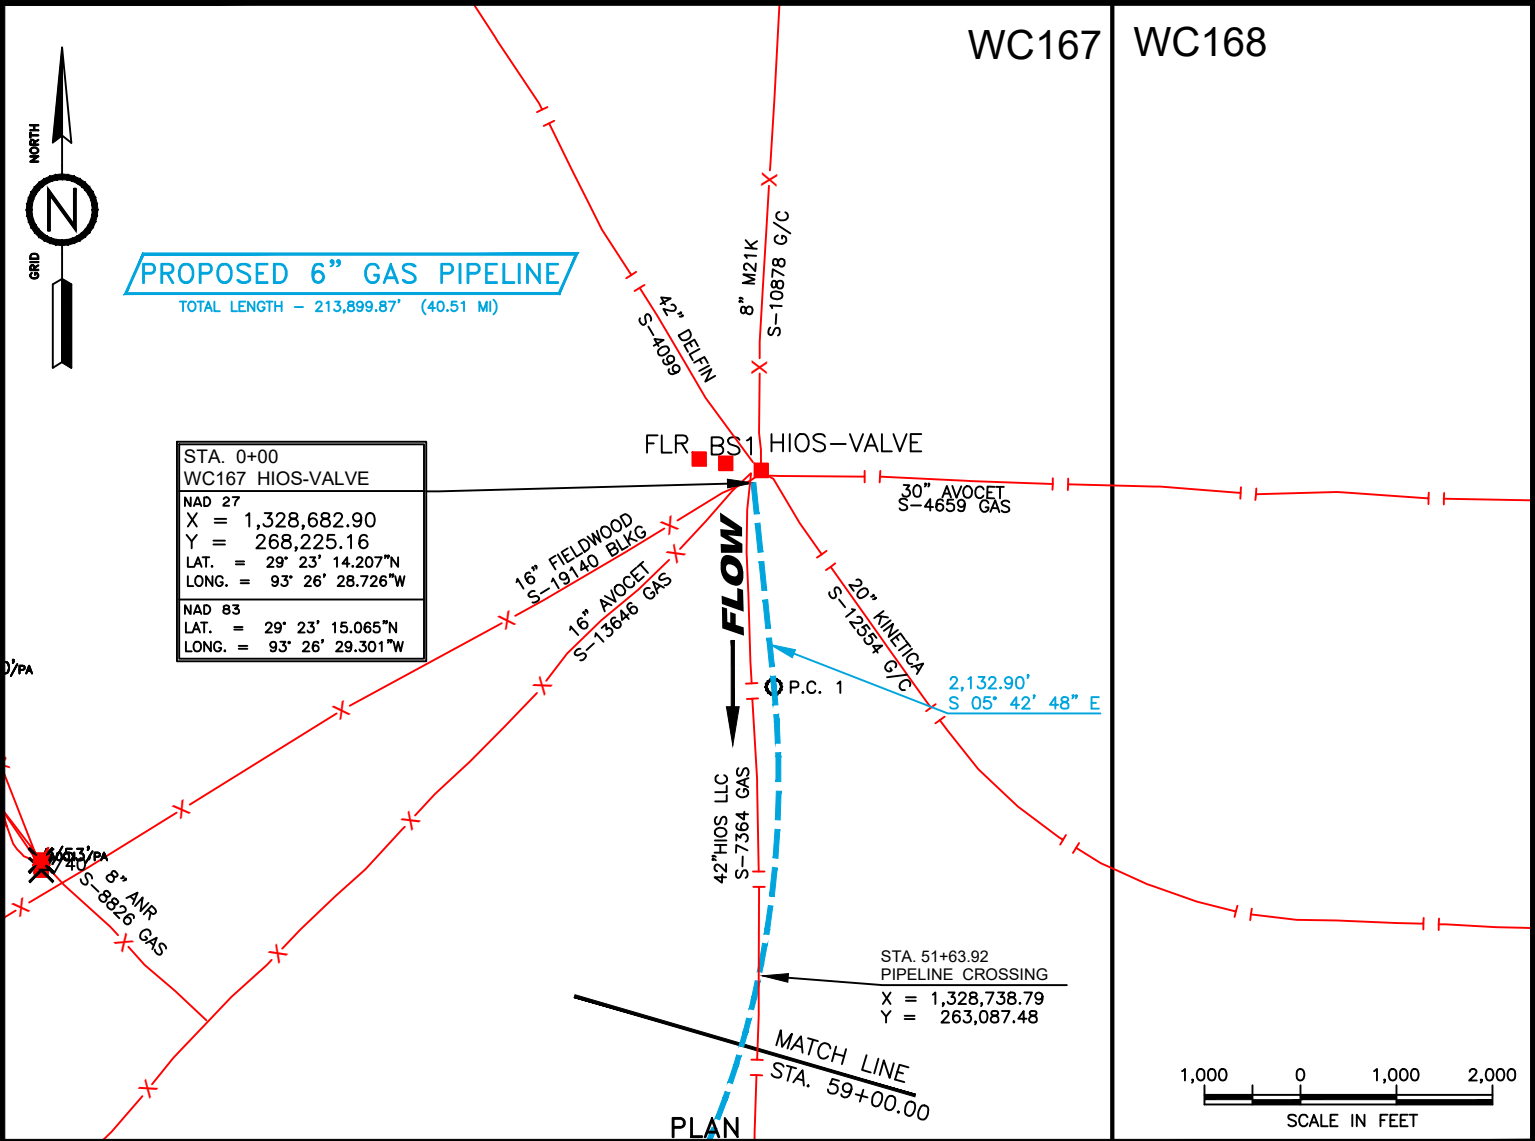 WC167
WC168
NORTH
N
GRID
PROPOSED 6” GAS PIPELINE
TOTAL LENGTH – 213,899.87’ (40.51 MI)
42” DELFIN
S–4099
8” M21K
S–10878 G/C
FLR BS1 HIOS–VALVE
STA. 0+00
WC167 HIOS-VALVE
NAD 27
X = 1,328,682.90
Y = 268,225.16
LAT. = 29° 23’ 14.207”N
LONG. = 93° 26’ 28.726”W
NAD 83
LAT. = 29° 23’ 15.065”N
LONG. = 93° 26’ 29.301”W
30” AVOCET
S–4659 GAS
16” FIELDWOOD
S–19140 BLKG
16” AVOCET
S–13646 GAS
FLOW
20” KINETICA
S–12554 G/C
2,132.90’
S 05° 42’ 48” E
P.C. 1
42”HIOS LLC
S–7364 GAS
8” ANR
S–8826 GAS
STA. 51+63.92
PIPELINE CROSSING
X = 1,328,738.79
Y = 263,087.48
MATCH LINE
STA. 59+00.00
PLAN
1,000 0 1,000 2,000
SCALE IN FEET